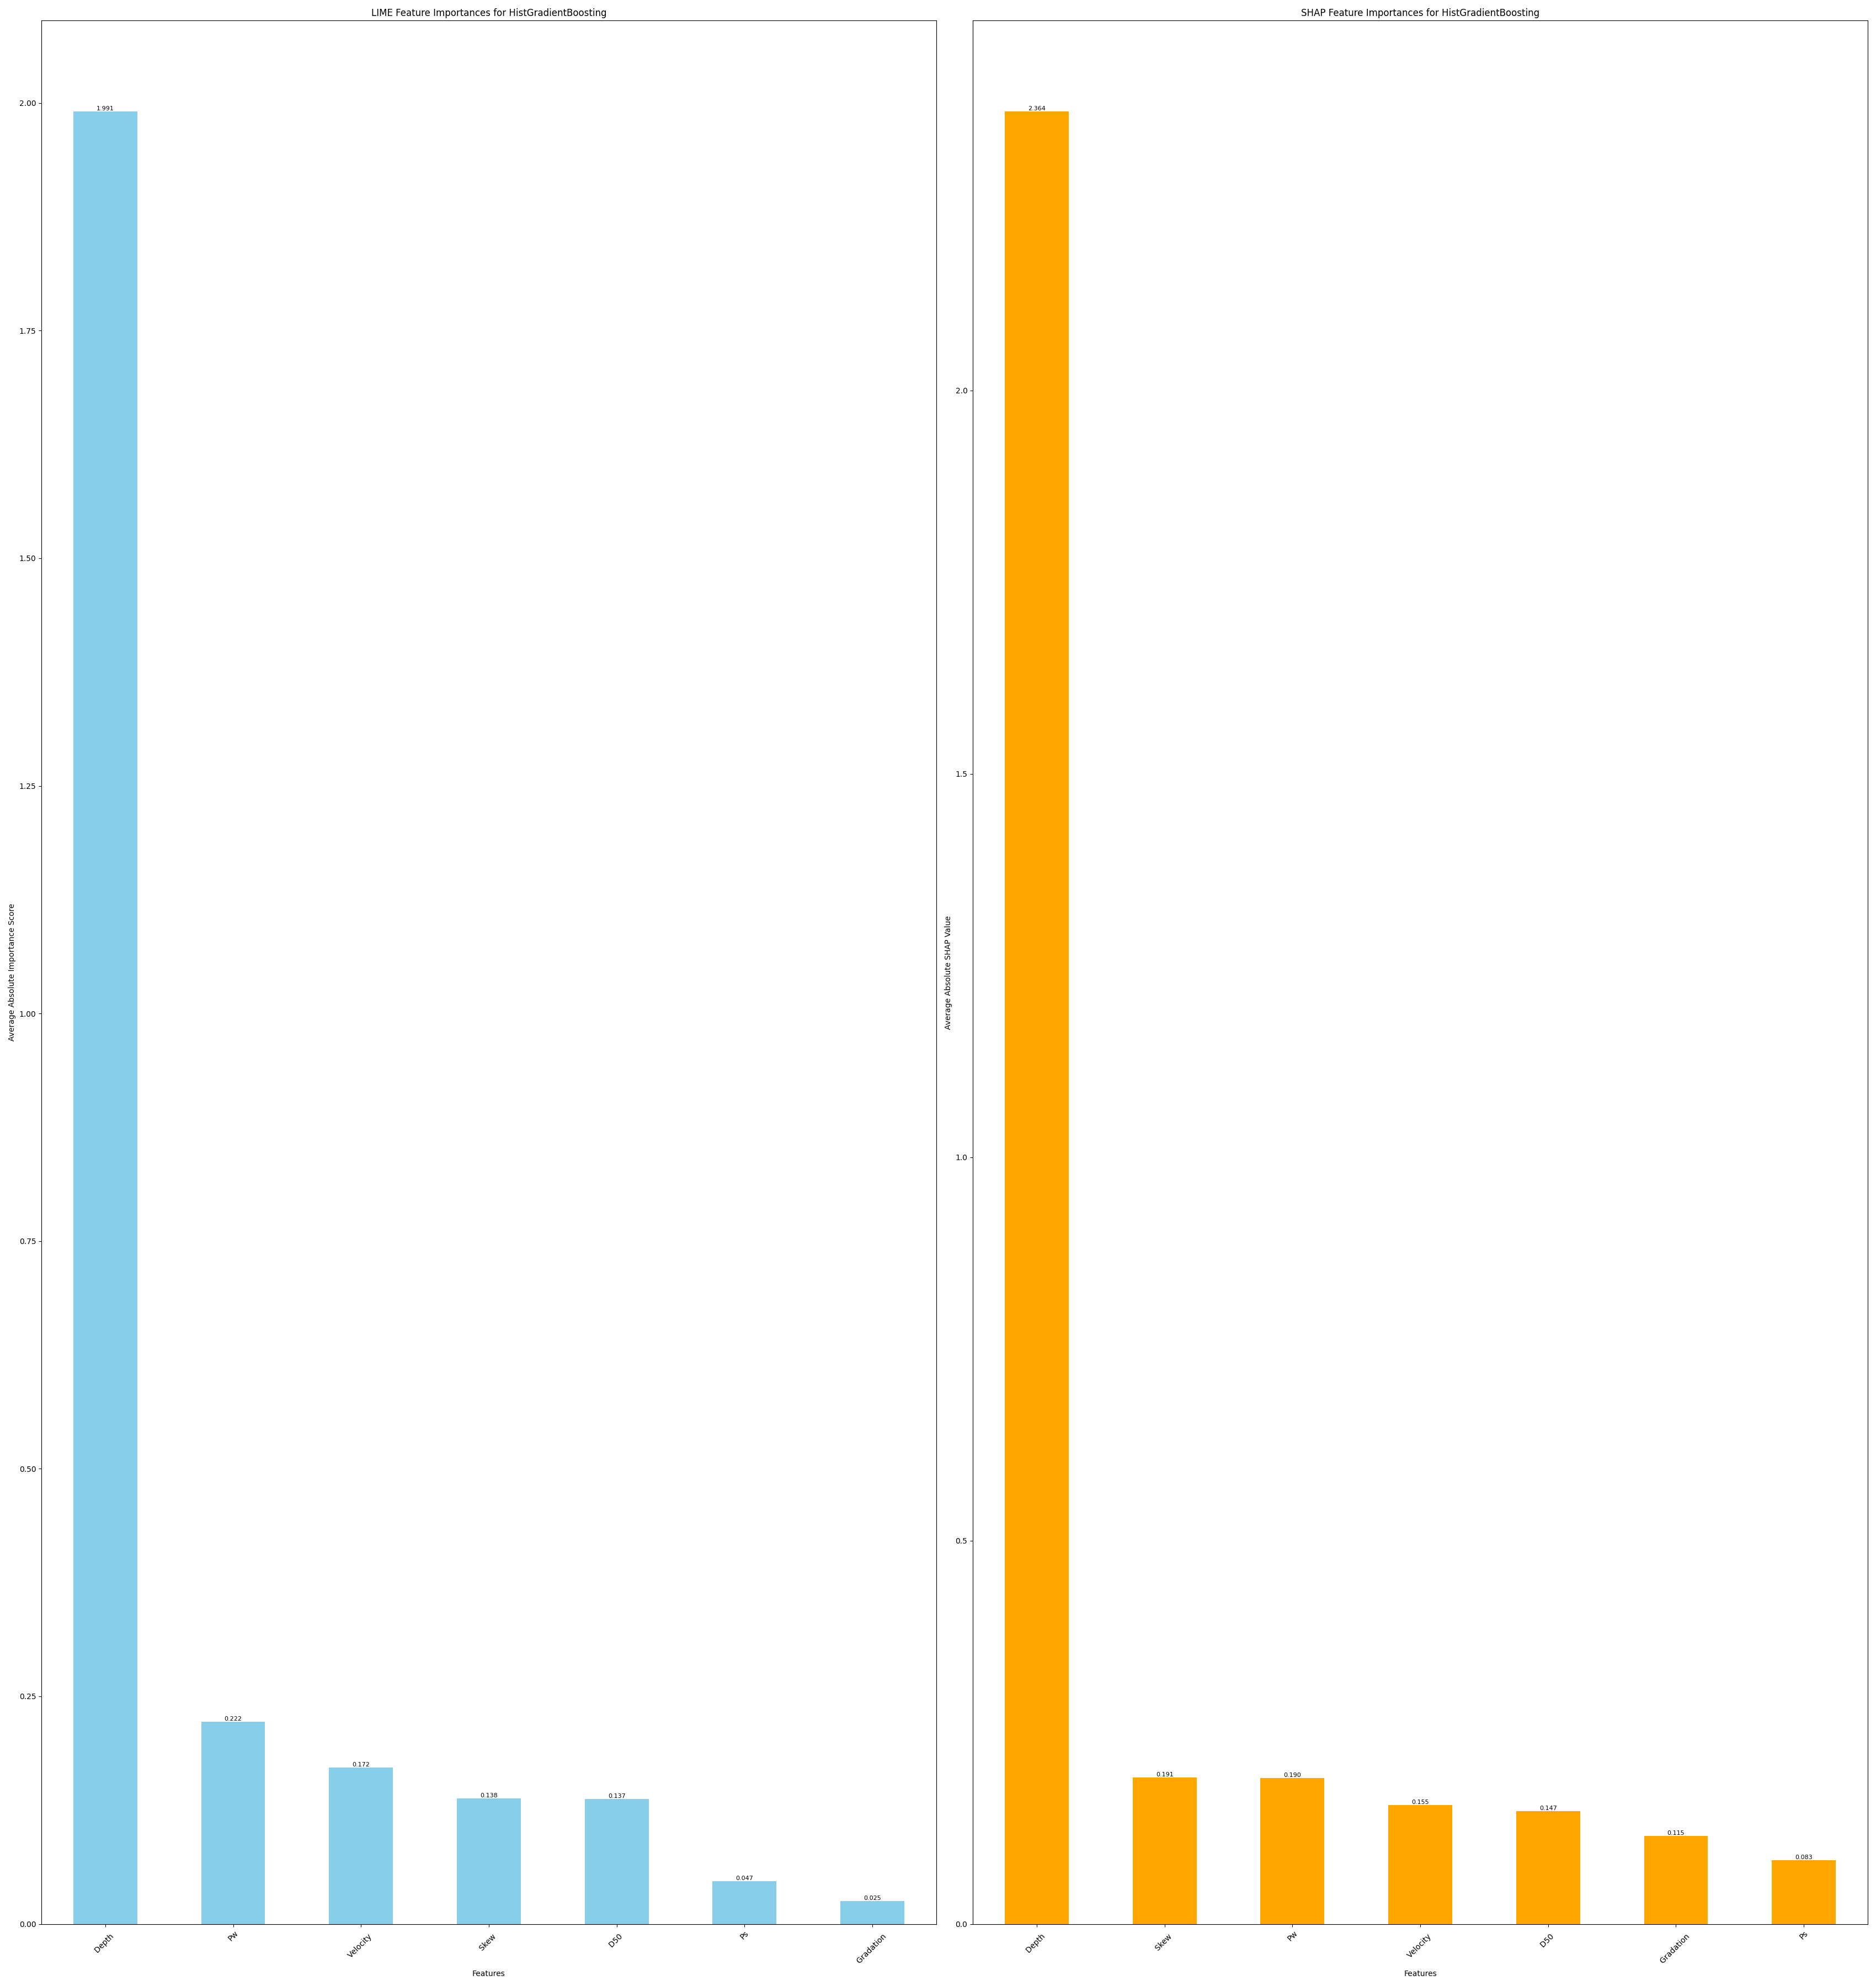 LIME Feature Importances for HistGradientBoosting
Average Absolute Importance Score
2.00
1.75
1.50
1.25
1.00
0.75
0.50
0.25
0.00
1.991
0.222
0.172
0.138
0.137
0.047
0.025
Depth
Pw
Velocity
Skew
D50
Ps
Gradation
Features
SHAP Feature Importances for HistGradientBoosting
Average Absolute SHAP Value
2.0
1.5
1.0
0.5
0.0
2.364
0.191
0.190
0.155
0.147
0.115
0.083
Depth
Skew
Pw
Velocity
D50
Gradation
Ps
Features